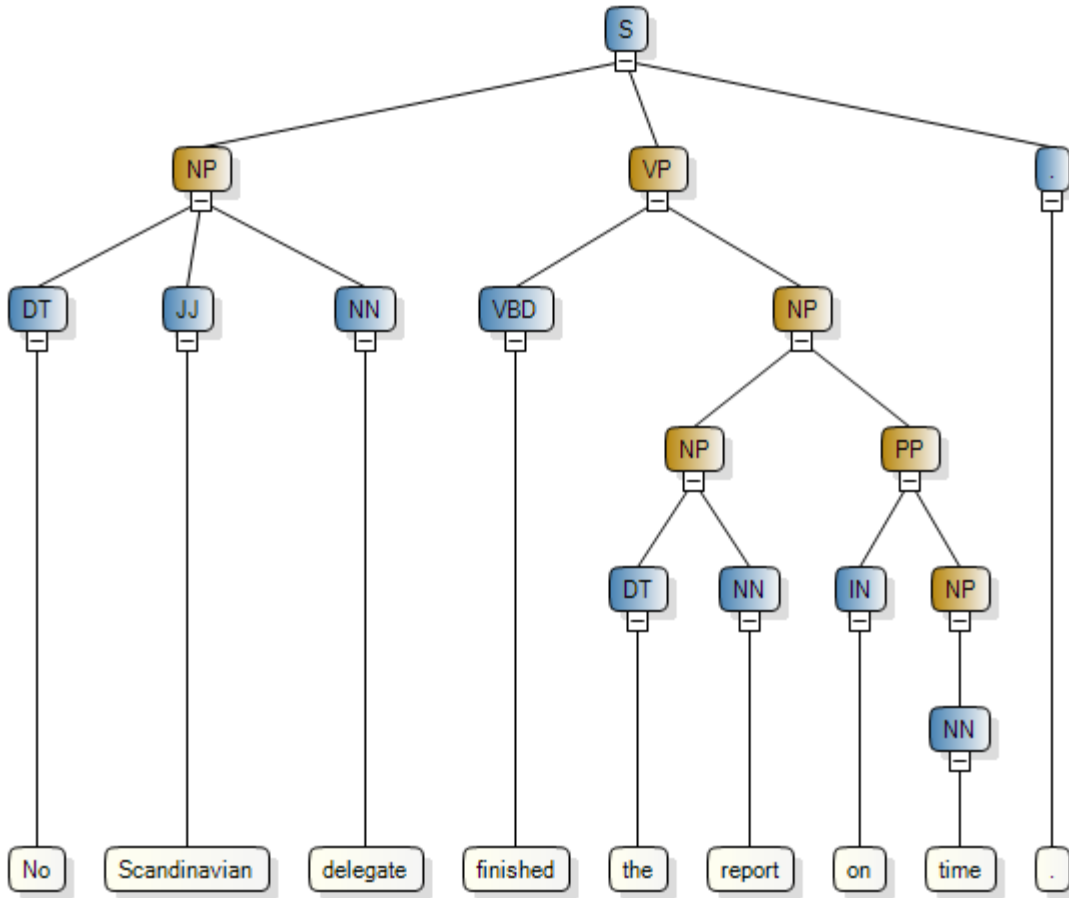 S
NP VP .
DT JJ NN VBD NP
NP PP
DT NN IN NP
NN
No Scandinavian delegate finished the report on time .